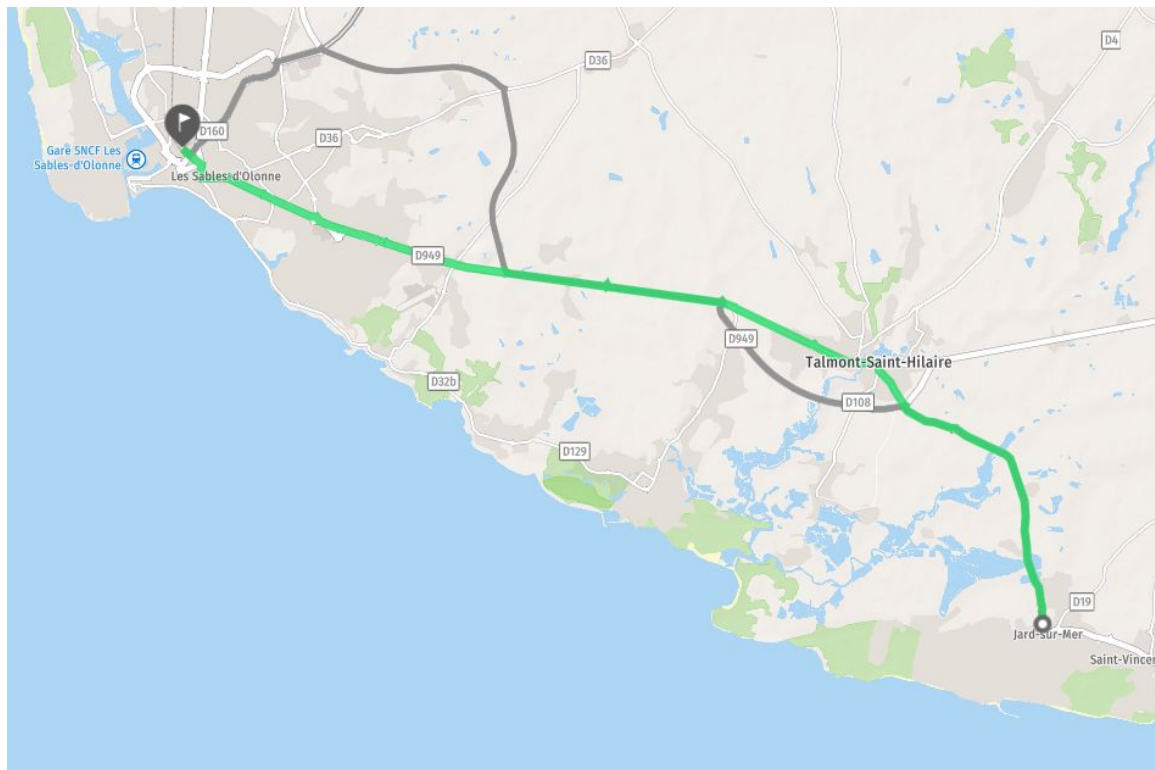 D4
D36
D160
D36
Gare SNCF Les
Sables-d'Olonne
Les Sables-d'Olonne
D949
D949
Talmont-Saint-Hilaire
D32b
D108
D129
D19
Jard-sur-Mer
Saint-Vincen